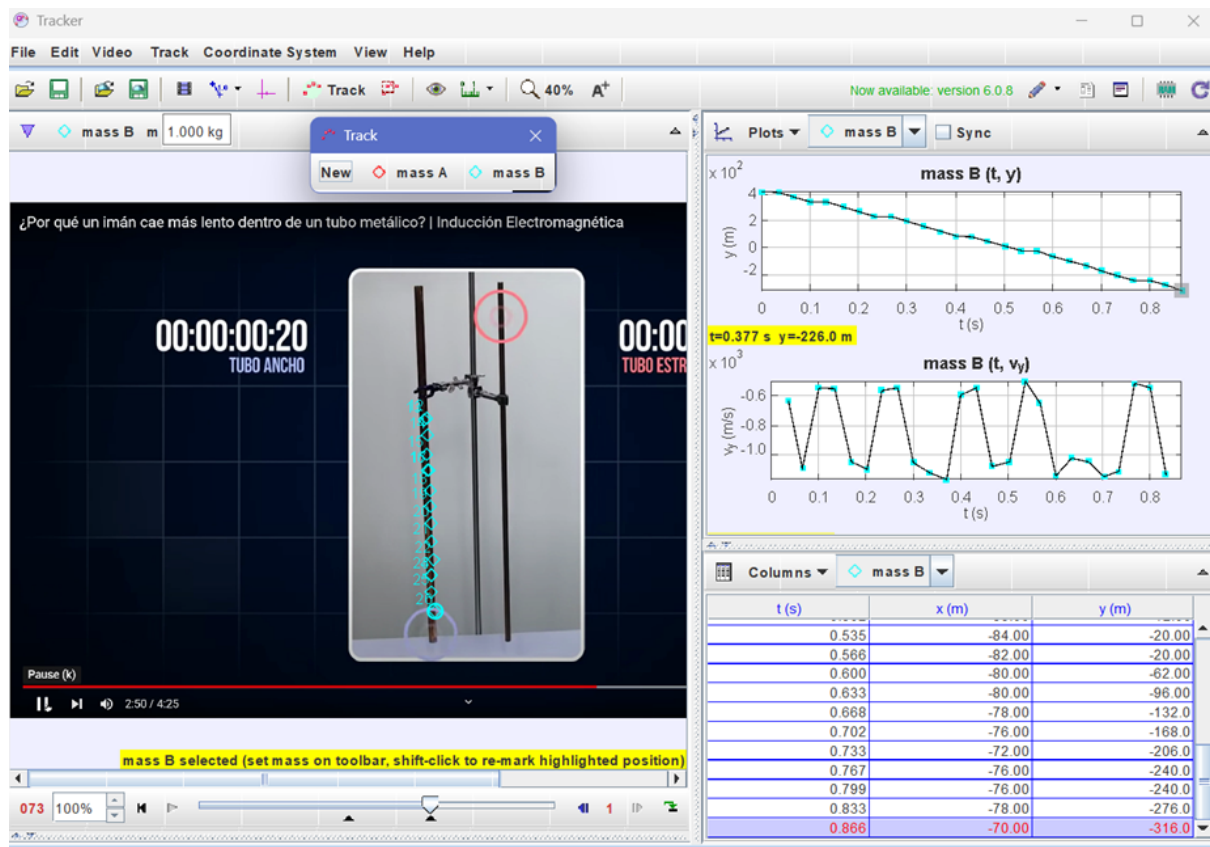 Tracker
File Edit Video Track Coordinate System View Help
Track 40% A+ Now available: version 6.0.8
mass B m 1.000 kg
Track
New mass A mass B
¿Por qué un imán cae más lento dentro de un tubo metálico? | Inducción Electromagnética
00:00:00:20
TUBO ANCHO
00:00
TUBO ESTR
Pause (k)
2:50 / 4:25
mass B selected (set mass on toolbar, shift-click to re-mark highlighted position)
073 100% 1
Plots mass B Sync
x 10²
mass B (t, y)
y (m)
4
2
0
-2
0 0.1 0.2 0.3 0.4 0.5 0.6 0.7 0.8
t (s)
t=0.377 s y=-226.0 m
x 10³
mass B (t, vy)
vy (m/s)
-0.6
-0.8
-1.0
0 0.1 0.2 0.3 0.4 0.5 0.6 0.7 0.8
t (s)
Columns mass B
t (s) x (m) y (m)
0.535 -84.00 -20.00
0.566 -82.00 -20.00
0.600 -80.00 -62.00
0.633 -80.00 -96.00
0.668 -78.00 -132.0
0.702 -76.00 -168.0
0.733 -72.00 -206.0
0.767 -76.00 -240.0
0.799 -76.00 -240.0
0.833 -78.00 -276.0
0.866 -70.00 -316.0